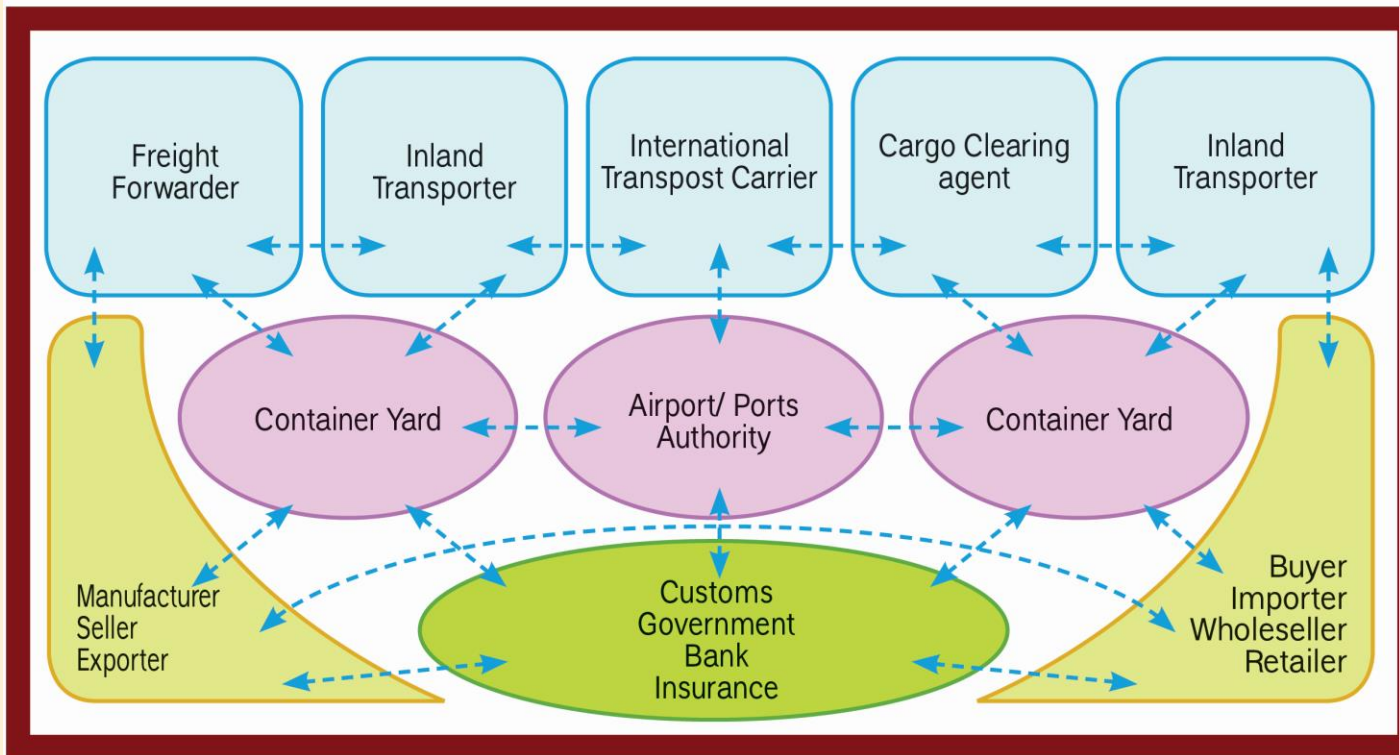 Freight
Forwarder
Inland
Transporter
International
Transpost Carrier
Cargo Clearing
agent
Inland
Transporter
Container Yard
Airport/ Ports
Authority
Container Yard
Manufacturer
Seller
Exporter
Customs
Government
Bank
Insurance
Buyer
Importer
Wholeseller
Retailer